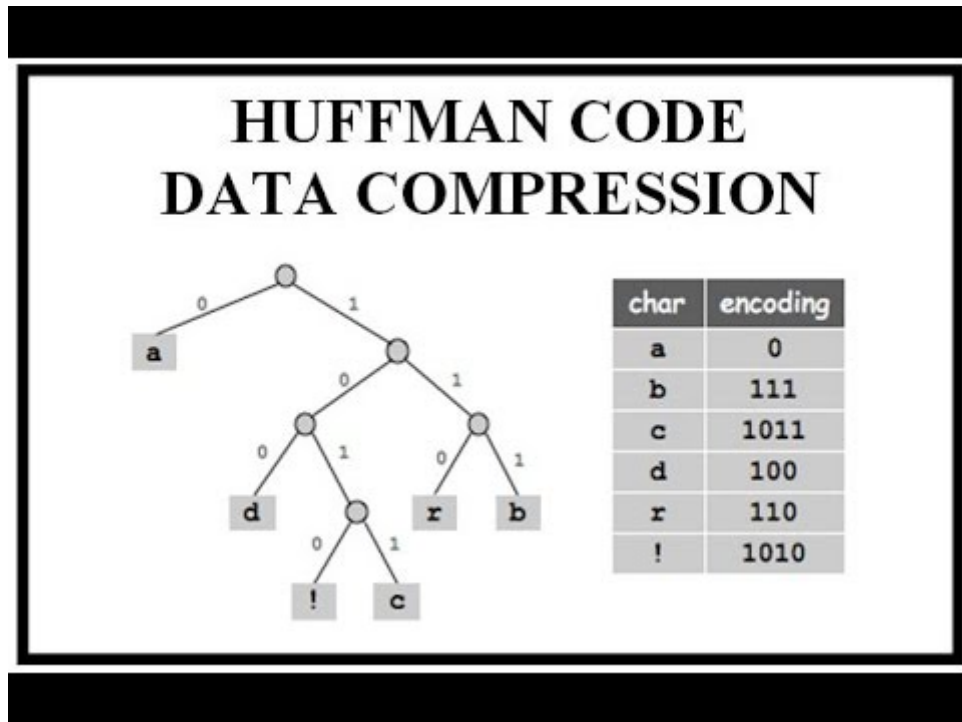 HUFFMAN CODE
DATA COMPRESSION
0 1
a
0 1
0 1 0 1
d r b
0 1
! c
char encoding
a 0
b 111
c 1011
d 100
r 110
! 1010